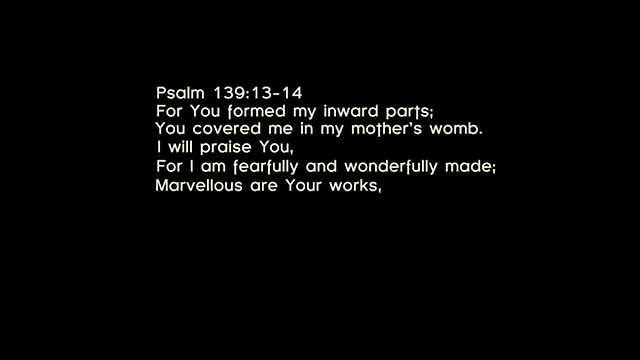 Psalm 139:13-14
For You formed my inward parts;
You covered me in my mother's womb.
I will praise You,
For I am fearfully and wonderfully made;
Marvellous are Your works,